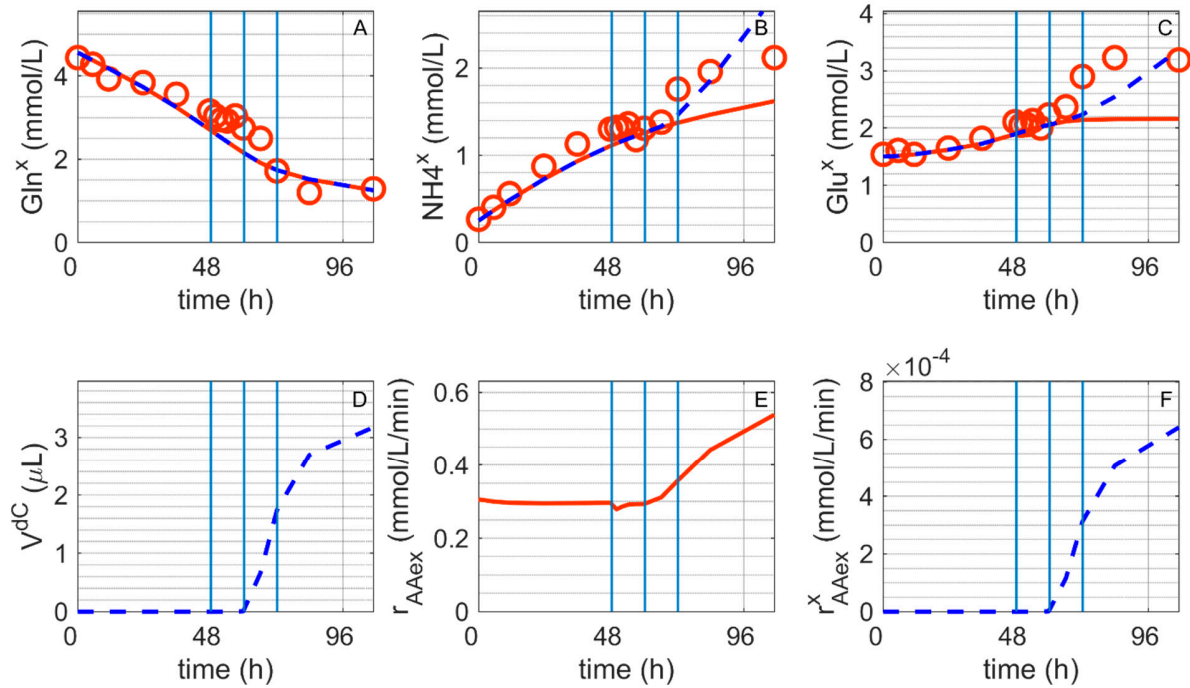 A
Gln^x (mmol/L)
4
2
0
0
48
96
time (h)
B
NH4^x (mmol/L)
2
1
0
0
48
96
time (h)
C
Glu^x (mmol/L)
4
3
2
1
0
0
48
96
time (h)
D
V^dC (μL)
3
2
1
0
0
48
96
time (h)
E
r_AAex (mmol/L/min)
0.6
0.4
0.2
0
0
48
96
time (h)
×10^-4
F
r^x_AAex (mmol/L/min)
8
6
4
2
0
0
48
96
time (h)